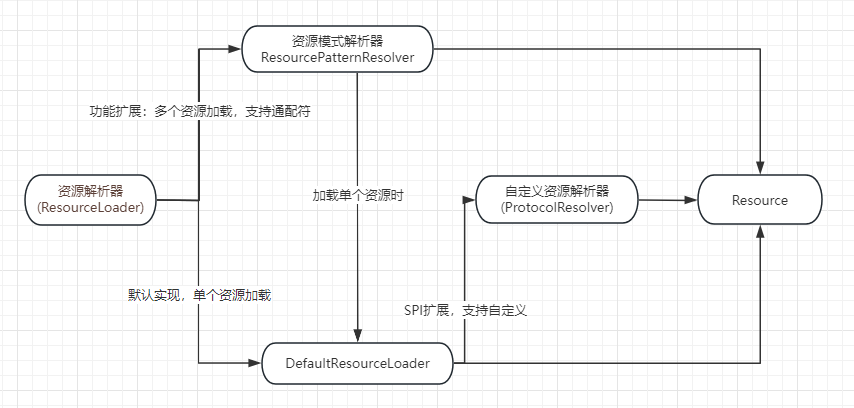 资源模式解析器
ResourcePatternResolver
功能扩展：多个资源加载，支持通配符
资源解析器
(ResourceLoader)
加载单个资源时
自定义资源解析器
(ProtocolResolver)
Resource
默认实现，单个资源加载
SPI扩展，支持自定义
DefaultResourceLoader